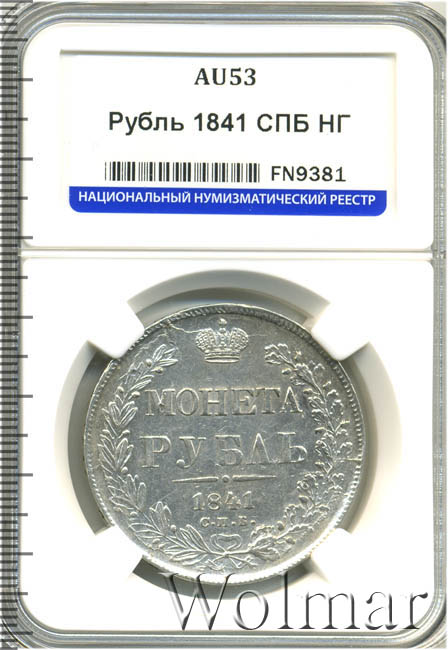 AU53
Рубль 1841 СПБ НГ
FN9381
НАЦИОНАЛЬНЫЙ НУМИЗМАТИЧЕСКИЙ РЕЕСТР
МОНЕТА
РУБЛЬ
1841
С.П.Б.
Wolmar